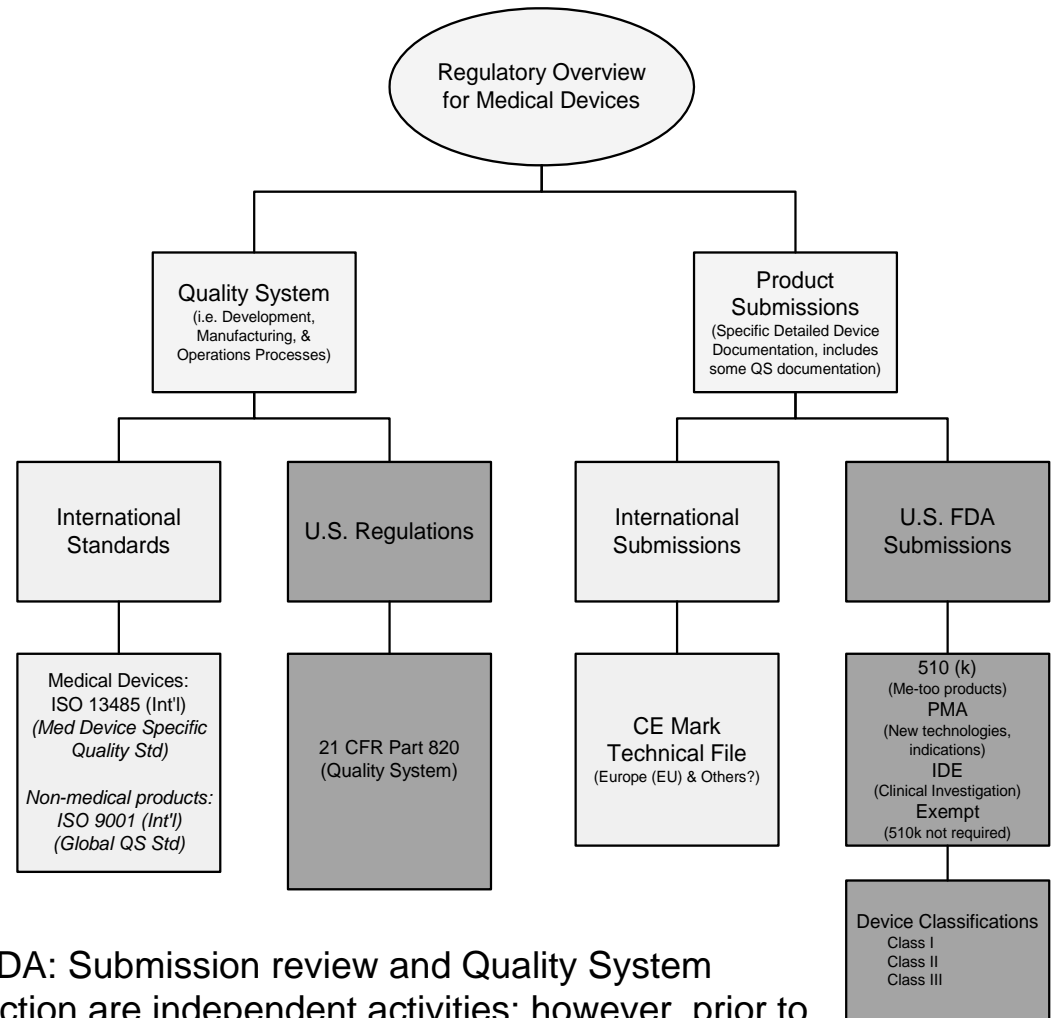 Regulatory Overview
for Medical Devices
Quality System
(i.e. Development,
Manufacturing, &
Operations Processes)
Product
Submissions
(Specific Detailed Device
Documentation, includes
some QS documentation)
International
Standards
U.S. Regulations
International
Submissions
U.S. FDA
Submissions
Medical Devices:
ISO 13485 (Int'l)
(Med Device Specific
Quality Std)
Non-medical products:
ISO 9001 (Int'l)
(Global QS Std)
21 CFR Part 820
(Quality System)
CE Mark
Technical File
(Europe (EU) & Others?)
510 (k)
(Me-too products)
PMA
(New technologies,
indications)
IDE
(Clinical Investigation)
Exempt
(510k not required)
Device Classifications
Class I
Class II
Class III
DA: Submission review and Quality System
ction are independent activities; however, prior to